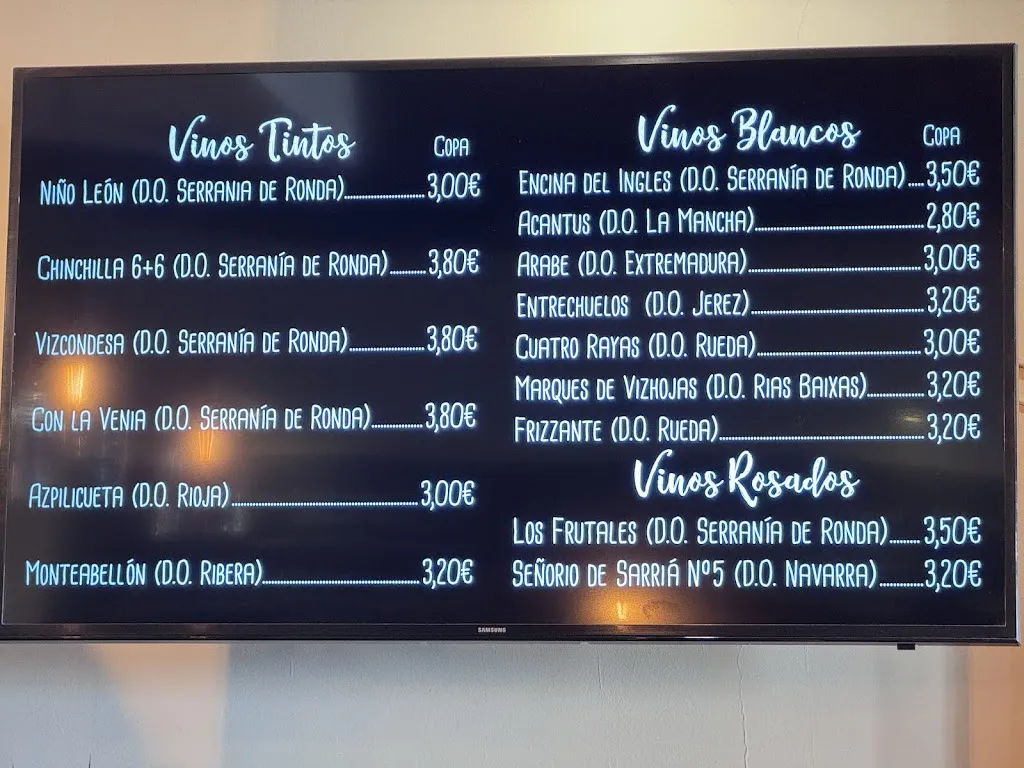 Vinos Tintos Copa
Niño León (D.O. Serrania de Ronda) 3,00€
Chinchilla 6+6 (D.O. Serranía de Ronda) 3,80€
Vizcondesa (D.O. Serranía de Ronda) 3,80€
Con la Venia (D.O. Serranía de Ronda) 3,80€
Azpilicueta (D.O. Rioja) 3,00€
Monteabellón (D.O. Ribera) 3,20€
Vinos Blancos Copa
Encina del Ingles (D.O. Serranía de Ronda) 3,50€
Acantus (D.O. La Mancha) 2,80€
Arabe (D.O. Extremadura) 3,00€
Entrechuelos (D.O. Jerez) 3,20€
Cuatro Rayas (D.O. Rueda) 3,00€
Marques de Vizhojas (D.O. Rias Baixas) 3,20€
Frizzante (D.O. Rueda) 3,20€
Vinos Rosados
Los Frutales (D.O. Serranía de Ronda) 3,50€
Señorio de Sarriá Nº5 (D.O. Navarra) 3,20€
SAMSUNG